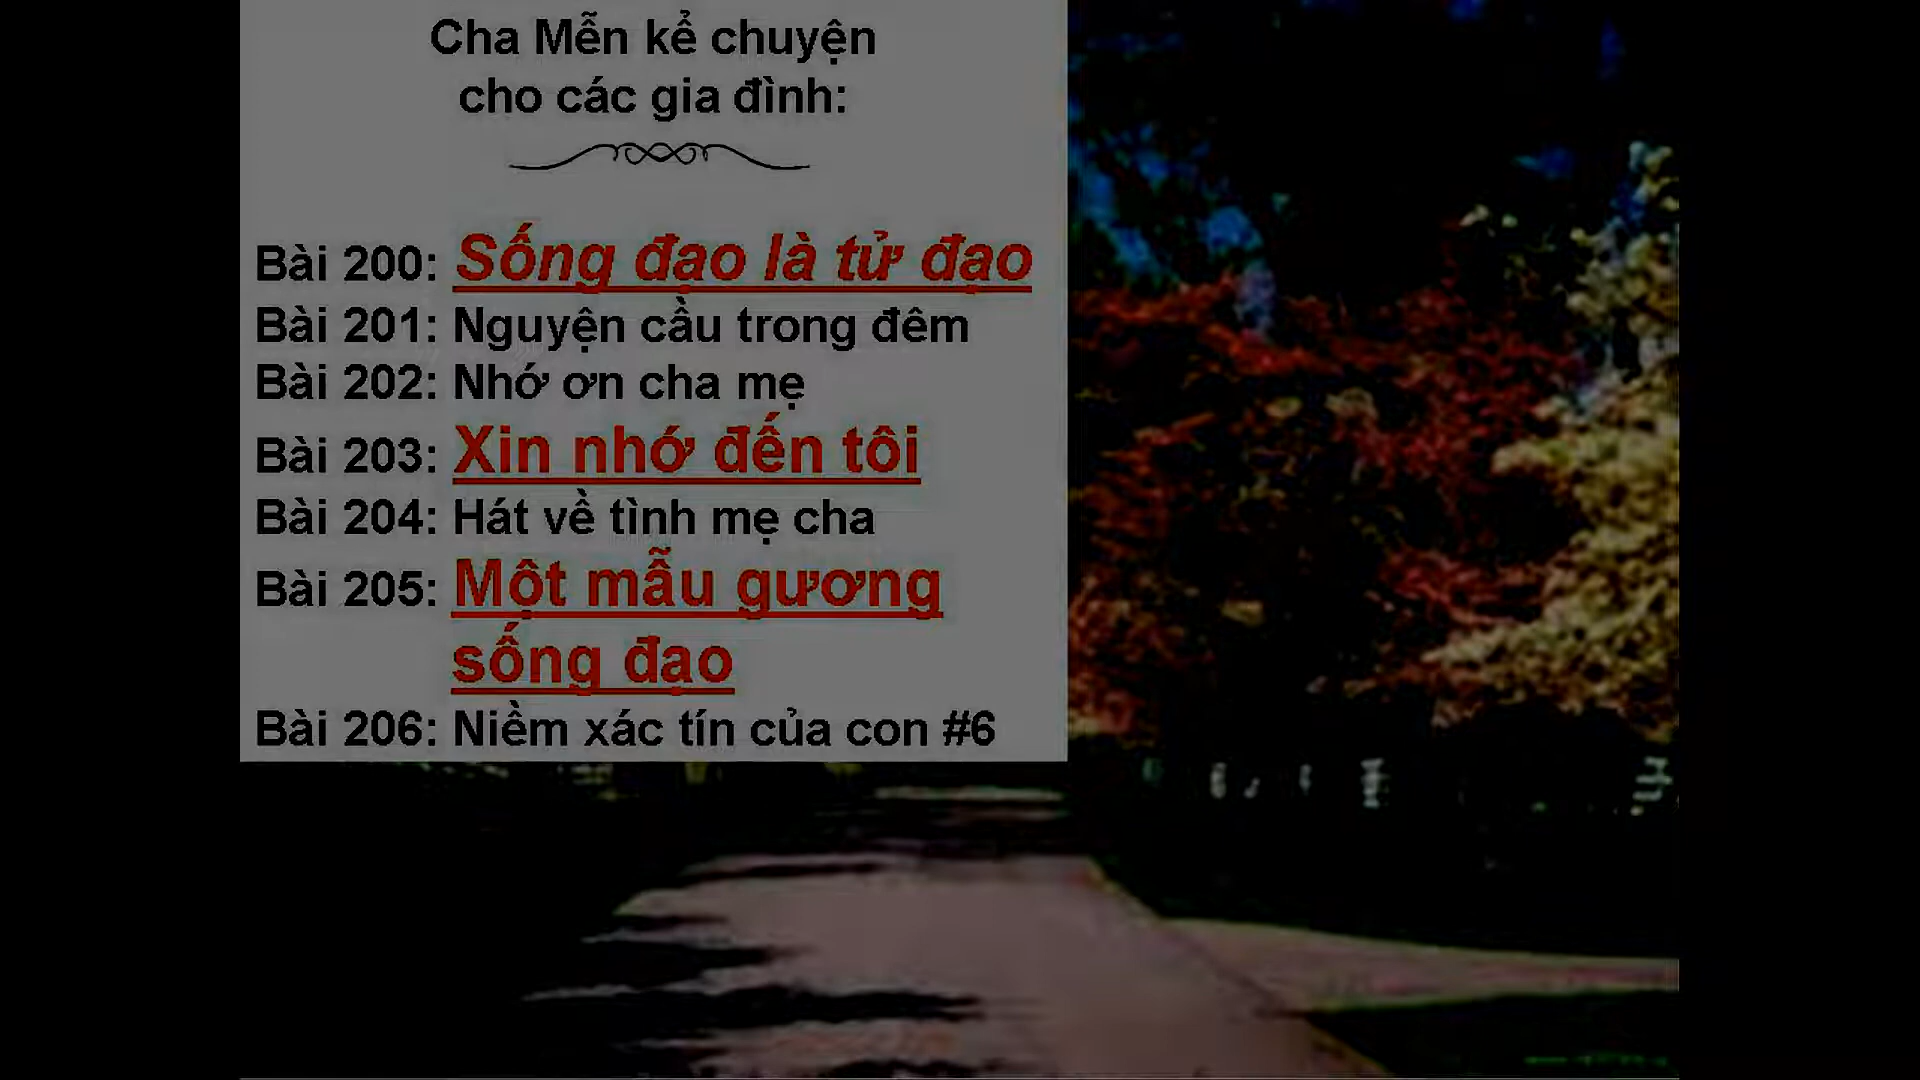 Cha Mễn kể chuyện
cho các gia đình:
Bài 200: Sống đạo là tử đạo
Bài 201: Nguyện cầu trong đêm
Bài 202: Nhớ ơn cha mẹ
Bài 203: Xin nhớ đến tôi
Bài 204: Hát về tình mẹ cha
Bài 205: Một mẫu gương
sống đạo
Bài 206: Niềm xác tín của con #6